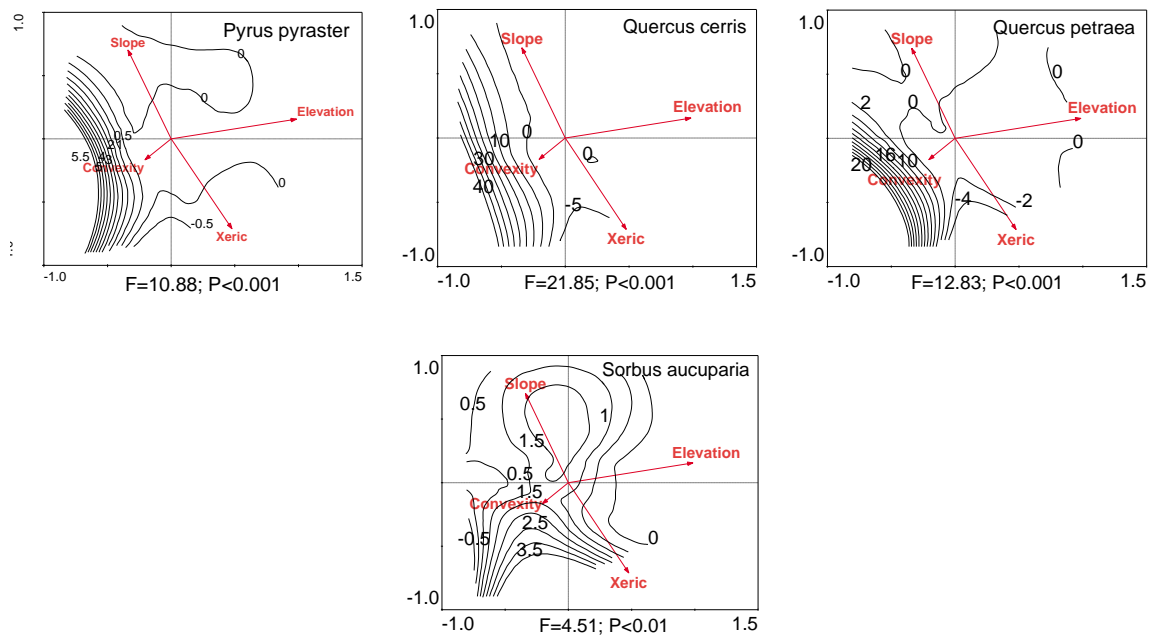 1.0
Pyrus pyraster
Slope
0
0
Elevation
0.5
2 1
5.5 4 3
Convexity
0
-0.5
Xeric
-1.0
1.5
F=10.88; P<0.001
1.0
Quercus cerris
Slope
Elevation
0
10
0
30
Convexity
40
-5
Xeric
-1.0
-1.0
1.5
F=21.85; P<0.001
1.0
Quercus petraea
Slope
0
0
2
0
Elevation
0
16 10
20
Convexity
-4
-2
Xeric
-1.0
-1.0
1.5
F=12.83; P<0.001
1.0
Sorbus aucuparia
Slope
0.5
1
1.5
Elevation
0.5
1.5
Convexity
2.5
-0.5
3.5
0
Xeric
-1.0
-1.0
1.5
F=4.51; P<0.01